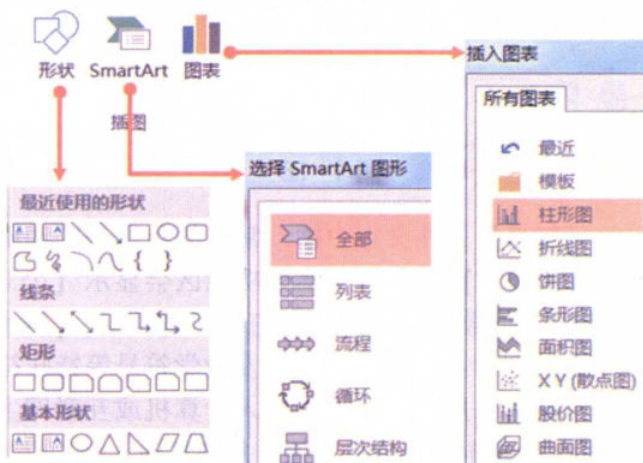 形状 SmartArt 图表
插图
最近使用的形状
线条
矩形
基本形状
选择 SmartArt 图形
全部
列表
流程
循环
层次结构
插入图表
所有图表
最近
模板
柱形图
折线图
饼图
条形图
面积图
X Y (散点图)
股价图
曲面图